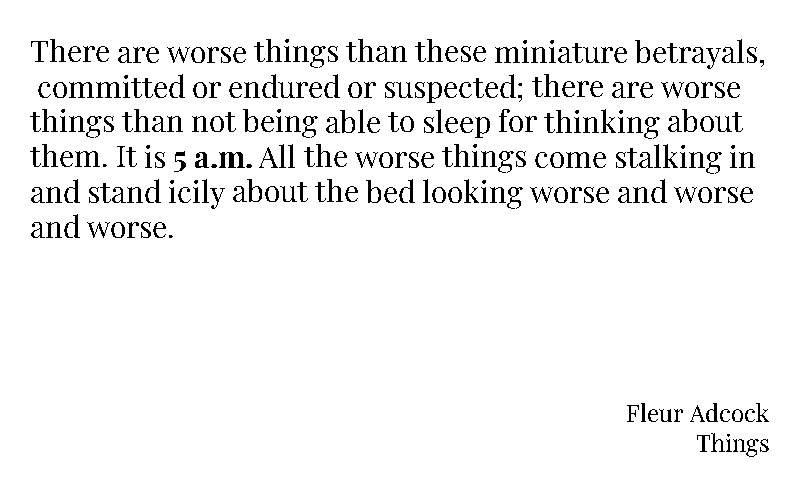 There are worse things than these miniature betrayals,
committed or endured or suspected; there are worse
things than not being able to sleep for thinking about
them. It is 5 a.m. All the worse things come stalking in
and stand icily about the bed looking worse and worse
and worse.
Fleur Adcock
Things